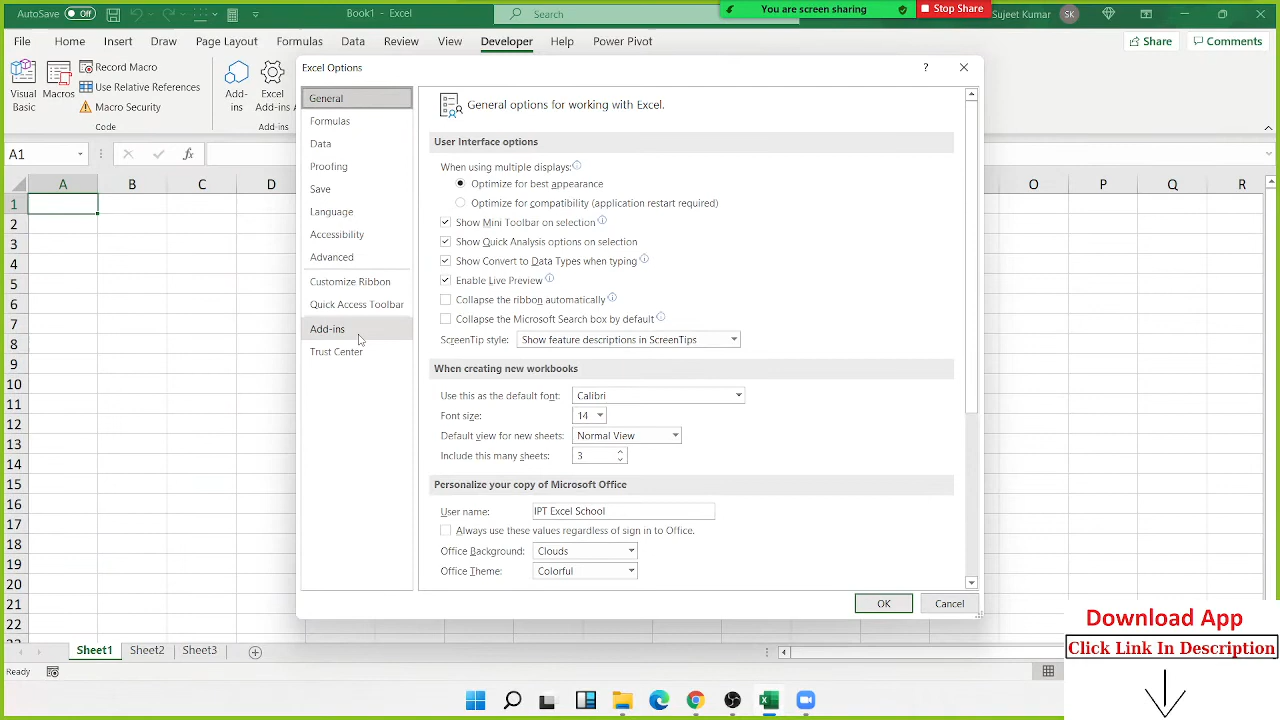 AutoSave Off Book1 - Excel Search You are screen sharing Stop Share Sujeet Kumar SK
File Home Insert Draw Page Layout Formulas Data Review View Developer Help Power Pivot Share Comments
Visual Basic
Macros
Record Macro
Use Relative References
Macro Security
Code
Add-ins
Excel Add-ins
Add-ins
A1 fx
A B C D O P Q R
1
2
3
4
5
6
7
8
9
10
11
12
13
14
15
16
17
18
19
20
21
22
Excel Options ?
General
Formulas
Data
Proofing
Save
Language
Accessibility
Advanced
Customize Ribbon
Quick Access Toolbar
Add-ins
Trust Center
General options for working with Excel.
User Interface options
When using multiple displays:
Optimize for best appearance
Optimize for compatibility (application restart required)
Show Mini Toolbar on selection
Show Quick Analysis options on selection
Show Convert to Data Types when typing
Enable Live Preview
Collapse the ribbon automatically
Collapse the Microsoft Search box by default
ScreenTip style: Show feature descriptions in ScreenTips
When creating new workbooks
Use this as the default font: Calibri
Font size: 14
Default view for new sheets: Normal View
Include this many sheets: 3
Personalize your copy of Microsoft Office
User name: IPT Excel School
Always use these values regardless of sign in to Office.
Office Background: Clouds
Office Theme: Colorful
OK Cancel
Sheet1 Sheet2 Sheet3
Ready
Download App
Click Link In Description